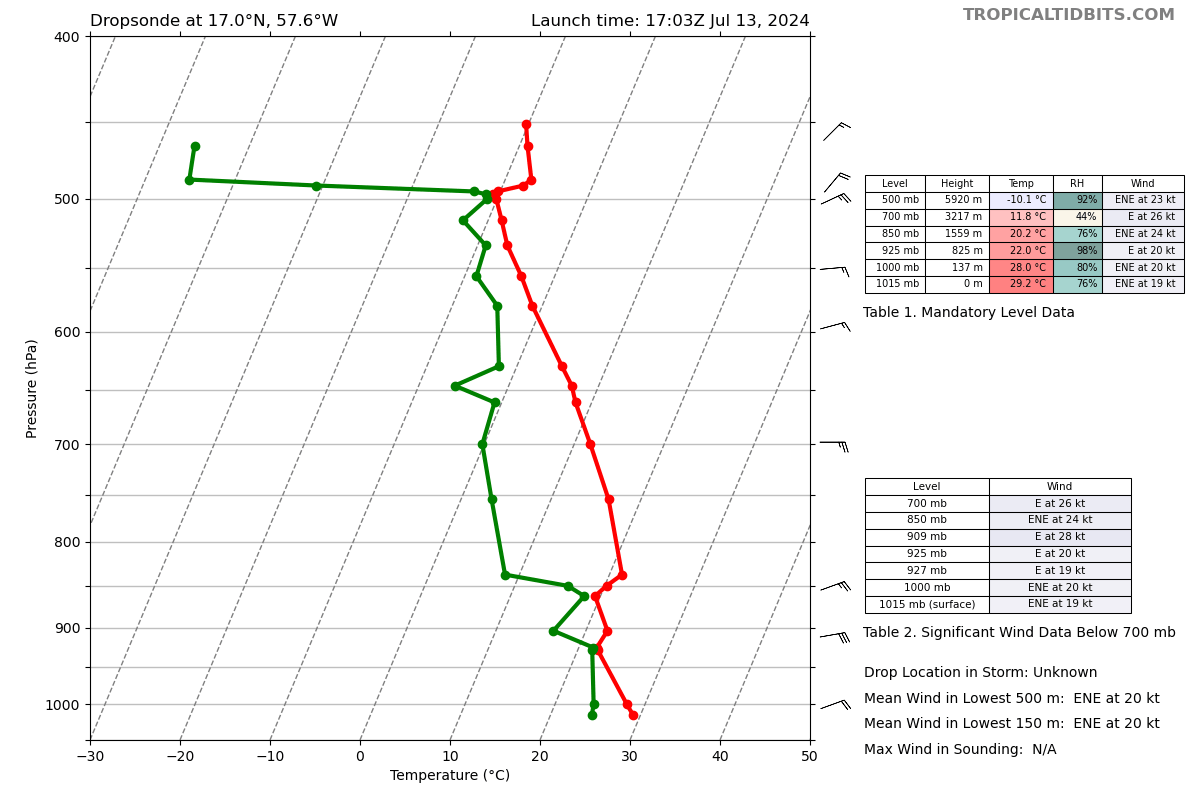 Dropsonde at 17.0°N, 57.6°W
Launch time: 17:03Z Jul 13, 2024
TROPICALTIDBITS.COM
400
500
600
700
800
900
1000
Pressure (hPa)
−30 −20 −10 0 10 20 30 40 50
Temperature (°C)
Level Height Temp RH Wind
500 mb 5920 m -10.1 °C 92% ENE at 23 kt
700 mb 3217 m 11.8 °C 44% E at 26 kt
850 mb 1559 m 20.2 °C 76% ENE at 24 kt
925 mb 825 m 22.0 °C 98% E at 20 kt
1000 mb 137 m 28.0 °C 80% ENE at 20 kt
1015 mb 0 m 29.2 °C 76% ENE at 19 kt
Table 1. Mandatory Level Data
Level Wind
700 mb E at 26 kt
850 mb ENE at 24 kt
909 mb E at 28 kt
925 mb E at 20 kt
927 mb E at 19 kt
1000 mb ENE at 20 kt
1015 mb (surface) ENE at 19 kt
Table 2. Significant Wind Data Below 700 mb
Drop Location in Storm: Unknown
Mean Wind in Lowest 500 m: ENE at 20 kt
Mean Wind in Lowest 150 m: ENE at 20 kt
Max Wind in Sounding: N/A